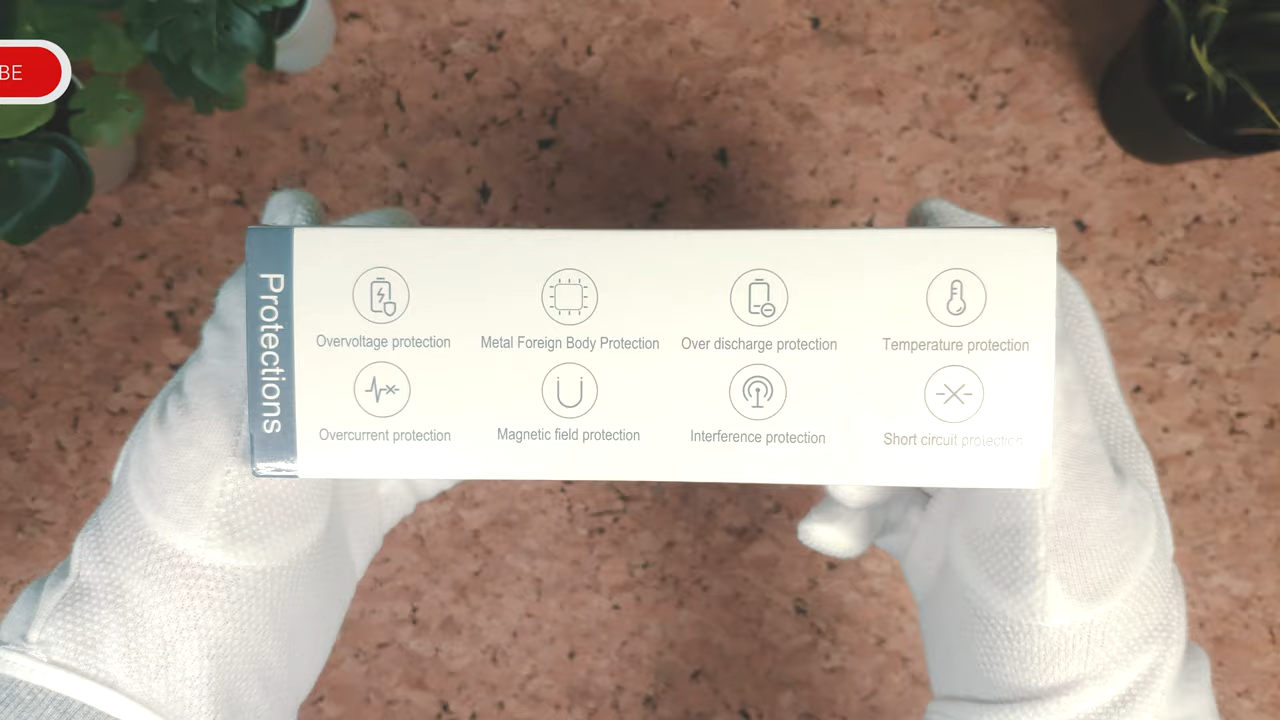 BE
Protections
Overvoltage protection
Metal Foreign Body Protection
Over discharge protection
Temperature protection
Overcurrent protection
Magnetic field protection
Interference protection
Short circuit protection